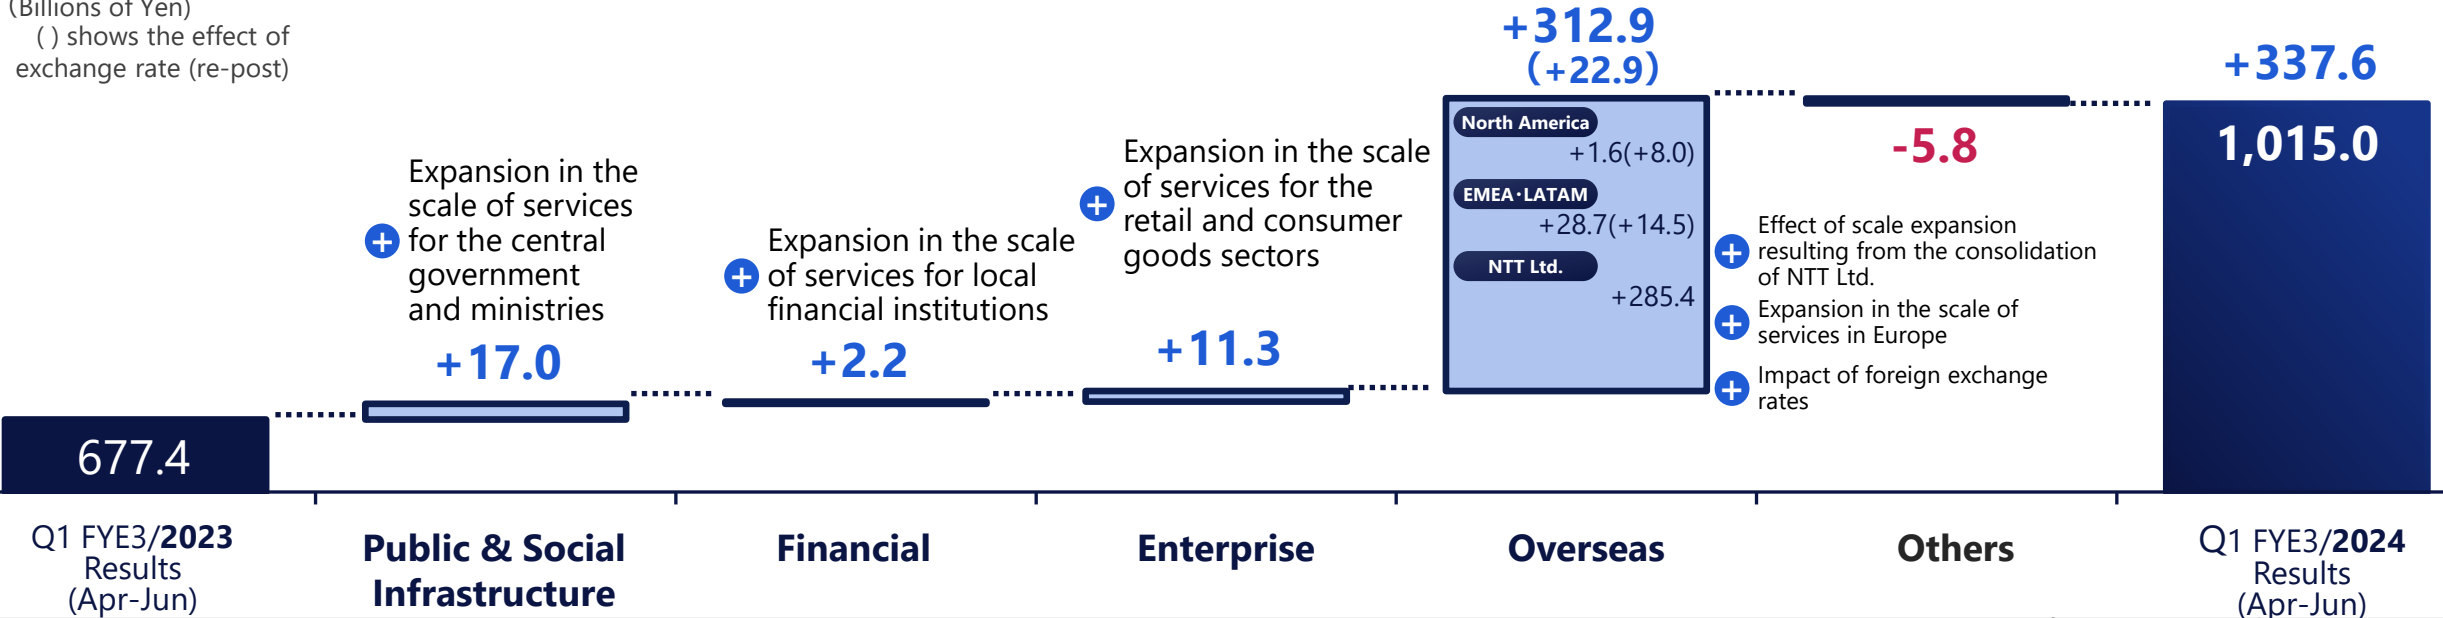 (Billions of Yen)
( ) shows the effect of
exchange rate (re-post)
677.4
Expansion in the
scale of services
for the central
government
and ministries
+17.0
Expansion in the scale
of services for local
financial institutions
+2.2
Expansion in the scale
of services for the
retail and consumer
goods sectors
+11.3
+312.9
(+22.9)
North America
+1.6(+8.0)
EMEA･LATAM
+28.7(+14.5)
NTT Ltd.
+285.4
-5.8
Effect of scale expansion
resulting from the consolidation
of NTT Ltd.
Expansion in the scale of
services in Europe
Impact of foreign exchange
rates
+337.6
1,015.0
Q1 FYE3/2023
Results
(Apr-Jun)
Public & Social
Infrastructure
Financial
Enterprise
Overseas
Others
Q1 FYE3/2024
Results
(Apr-Jun)